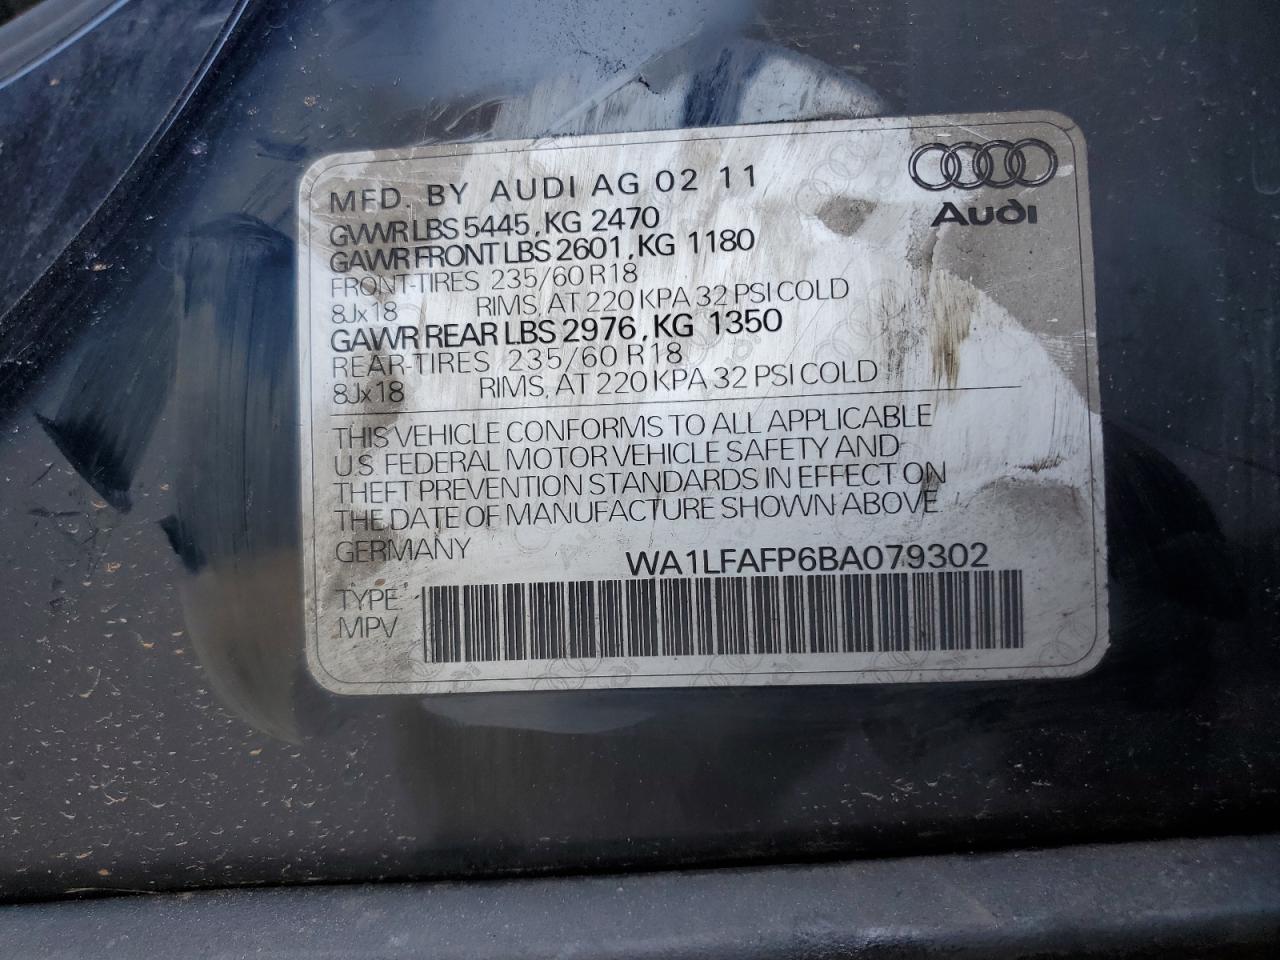 MFD. BY AUDI AG 02 11
Audi
GVWR LBS 5445, KG 2470
GAWR FRONT LBS 2601, KG 1180
FRONT-TIRES 235/60 R18
8Jx18 RIMS, AT 220 KPA 32 PSI COLD
GAWR REAR LBS 2976, KG 1350
REAR-TIRES 235/60 R18
8Jx18 RIMS, AT 220 KPA 32 PSI COLD
THIS VEHICLE CONFORMS TO ALL APPLICABLE
U.S. FEDERAL MOTOR VEHICLE SAFETY AND
THEFT PREVENTION STANDARDS IN EFFECT ON
THE DATE OF MANUFACTURE SHOWN ABOVE
GERMANY WA1LFAFP6BA079302
TYPE
MPV